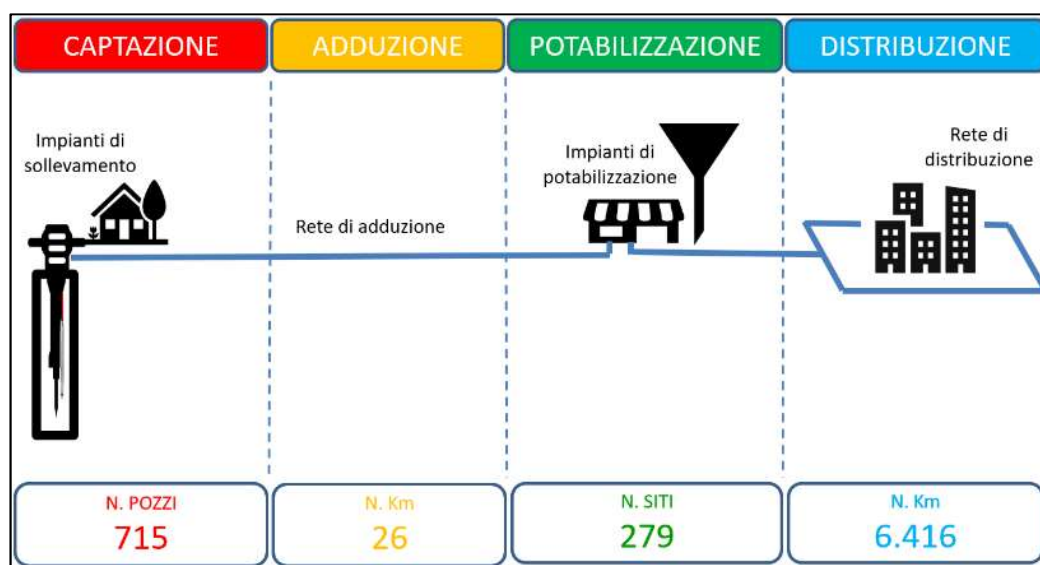 CAPTAZIONE
ADDUZIONE
POTABILIZZAZIONE
DISTRIBUZIONE
Impianti di
sollevamento
Rete di adduzione
Impianti di
potabilizzazione
Rete di
distribuzione
N. POZZI
715
N. Km
26
N. SITI
279
N. Km
6.416